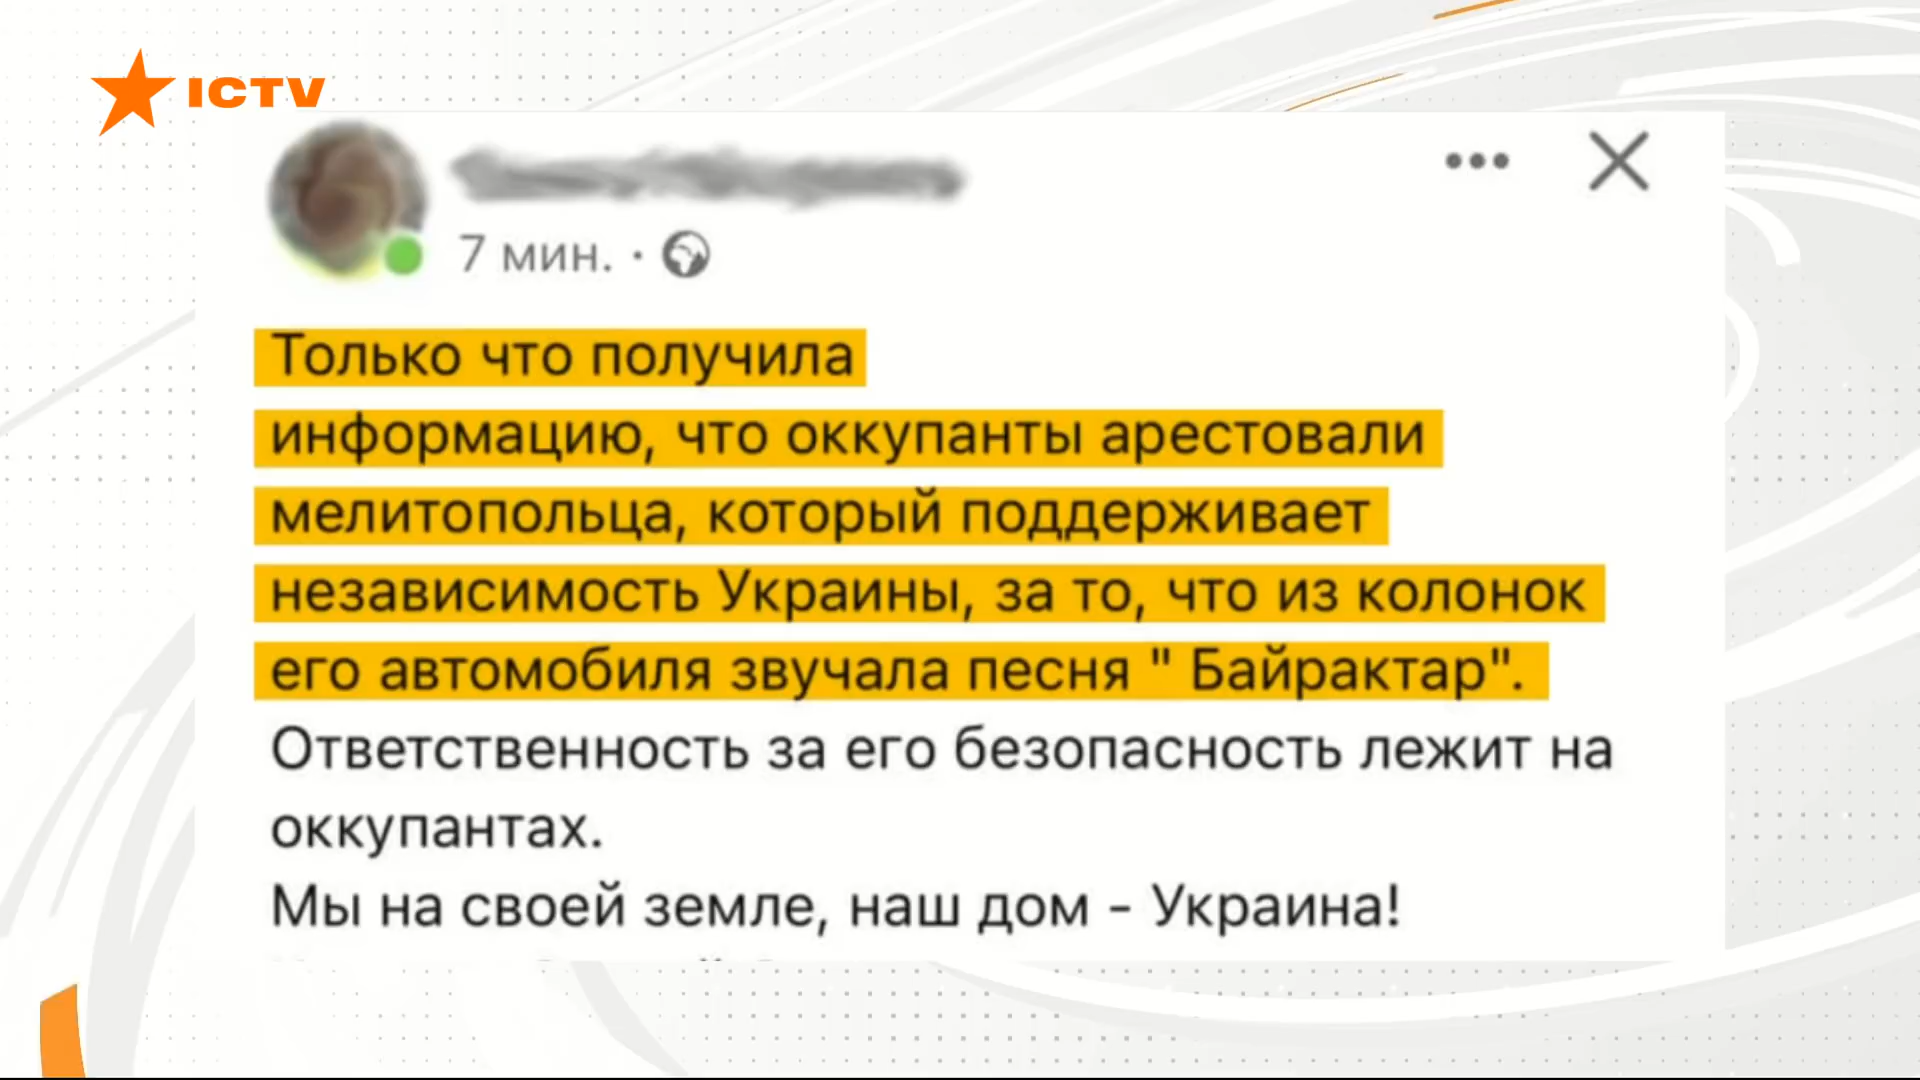 ICTV
7 мин. ·
Только что получила
информацию, что оккупанты арестовали
мелитопольца, который поддерживает
независимость Украины, за то, что из колонок
его автомобиля звучала песня " Байрактар".
Ответственность за его безопасность лежит на
оккупантах.
Мы на своей земле, наш дом - Украина!